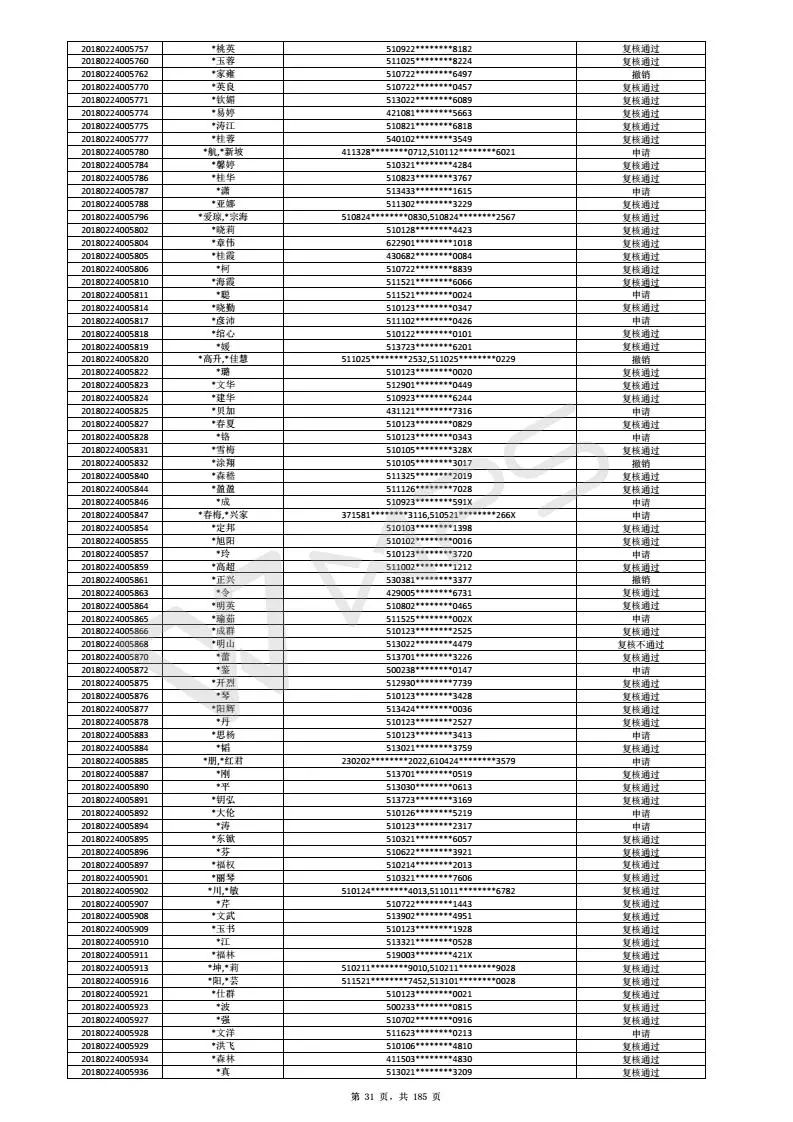 20180224005757 *桃英 510922********8182 复核通过
20180224005760 *玉蓉 511025********8224 复核通过
20180224005762 *家雍 510722********6497 撤销
20180224005770 *英良 510722********0457 复核通过
20180224005771 *钦媚 513022********6089 复核通过
20180224005774 *易婷 421081********5663 复核通过
20180224005775 *涛江 510821********6818 复核通过
20180224005777 *桂蓉 540102********3549 复核通过
20180224005780 *航,*新坡 411328********0712,510112********6021 申请
20180224005784 *馨婷 510321********4284 复核通过
20180224005786 *桂华 510823********3767 复核通过
20180224005787 *潇 513433********1615 申请
20180224005788 *亚娜 511302********3229 复核通过
20180224005796 *爱琼,*宗海 510824********0830,510824********2567 复核通过
20180224005802 *晓莉 510128********4423 复核通过
20180224005804 *章伟 622901********1018 复核通过
20180224005805 *桂霞 430682********0084 复核通过
20180224005806 *柯 510722********8839 复核通过
20180224005810 *海霞 511521********6066 复核通过
20180224005811 *聪 511521********0024 申请
20180224005814 *晓勤 510123********0347 复核通过
20180224005817 *彦沛 511102********0426 申请
20180224005818 *绾心 510122********0101 复核通过
20180224005819 *媛 513723********6201 复核通过
20180224005820 *高升,*佳慧 511025********2532,511025********0229 撤销
20180224005822 *璐 510123********0020 复核通过
20180224005823 *文华 512901********0449 复核通过
20180224005824 *建华 510923********6244 复核通过
20180224005825 *贝加 431121********7316 申请
20180224005827 *春夏 510123********0829 复核通过
20180224005828 *铬 510123********0343 申请
20180224005831 *雪梅 510105********328X 复核通过
20180224005832 *涂翔 510105********3017 撤销
20180224005840 *森榙 511325********2019 复核通过
20180224005844 *盈盈 511126********7028 复核通过
20180224005846 *成 510923********591X 申请
20180224005847 *春梅,*兴家 371581********3116,510521********266X 申请
20180224005854 *定邦 510103********1398 复核通过
20180224005855 *旭阳 510102********0016 复核通过
20180224005857 *玲 510123********3720 申请
20180224005859 *高超 511002********1212 复核通过
20180224005861 *正兴 530381********3377 撤销
20180224005863 *令 429005********6731 复核通过
20180224005864 *明英 510802********0465 复核通过
20180224005865 *瑜茹 511525********002X 申请
20180224005866 *成群 510123********2525 复核通过
20180224005868 *明山 513022********4479 复核不通过
20180224005870 *蕾 513701********3226 复核通过
20180224005872 *鉴 500238********0147 申请
20180224005875 *开烈 512930********7739 复核通过
20180224005876 *琴 510123********3428 复核通过
20180224005877 *阳辉 513424********0036 复核通过
20180224005878 *丹 510123********2527 复核通过
20180224005883 *思杨 510123********3413 申请
20180224005884 *韬 513021********3759 复核通过
20180224005885 *朋,*红君 230202********2022,610424********3579 申请
20180224005887 *刚 513701********0519 复核通过
20180224005890 *平 513030********0613 复核通过
20180224005891 *钥弘 513723********3169 复核通过
20180224005892 *大伦 510126********5219 申请
20180224005894 *涛 510123********2317 申请
20180224005895 *东锨 510321********6057 复核通过
20180224005896 *芬 510622********3921 复核通过
20180224005897 *福权 510214********2013 复核通过
20180224005901 *丽琴 510321********7606 复核通过
20180224005902 *川,*敏 510124********4013,511011********6782 复核通过
20180224005907 *芹 510722********1443 复核通过
20180224005908 *文武 513902********4951 复核通过
20180224005909 *玉书 510123********1928 复核通过
20180224005910 *江 513321********0528 复核通过
20180224005911 *福林 519003********421X 复核通过
20180224005913 *坤,*莉 510211********9010,510211********9028 复核通过
20180224005916 *阳,*芸 511521********7452,513101********0028 复核通过
20180224005921 *仕群 510123********0021 复核通过
20180224005923 *波 500233********0815 复核通过
20180224005927 *强 510702********0916 复核通过
20180224005928 *文洋 511623********0213 申请
20180224005929 *洪飞 510106********4810 复核通过
20180224005934 *森林 411503********4830 复核通过
20180224005936 *真 513021********3209 复核通过
第 31 页，共 185 页